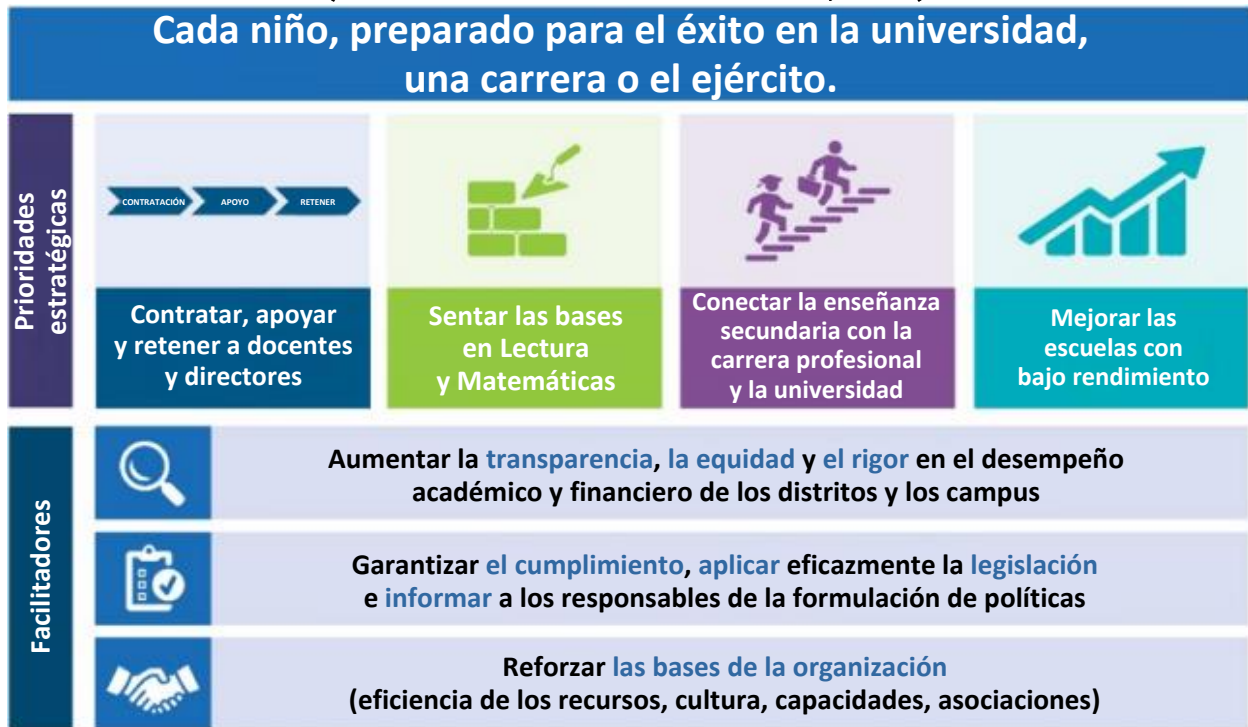 Cada niño, preparado para el éxito en la universidad,
una carrera o el ejército.
Prioridades
estratégicas
CONTRATACIÓN
APOYO
RETENER
Contratar, apoyar
y retener a docentes
y directores
Sentar las bases
en Lectura
y Matemáticas
Conectar la enseñanza
secundaria con la
carrera profesional
y la universidad
Mejorar las
escuelas con
bajo rendimiento
Facilitadores
Aumentar la transparencia, la equidad y el rigor en el desempeño
académico y financiero de los distritos y los campus
Garantizar el cumplimiento, aplicar eficazmente la legislación
e informar a los responsables de la formulación de políticas
Reforzar las bases de la organización
(eficiencia de los recursos, cultura, capacidades, asociaciones)